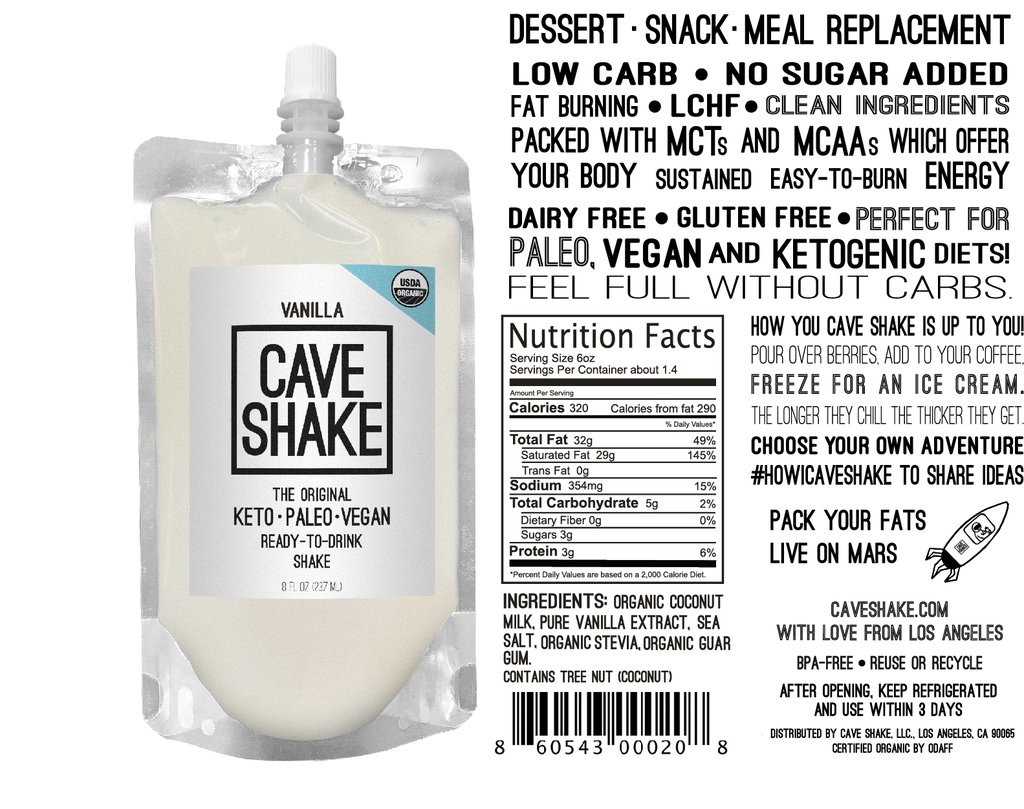 USDA
ORGANIC
VANILLA
CAVE
SHAKE
THE ORIGINAL
KETO · PALEO · VEGAN
READY-TO-DRINK
SHAKE
8 FL OZ (237 ML)
DESSERT · SNACK · MEAL REPLACEMENT
LOW CARB • NO SUGAR ADDED
FAT BURNING • LCHF • CLEAN INGREDIENTS
PACKED WITH MCTs AND MCAAs WHICH OFFER
YOUR BODY SUSTAINED EASY-TO-BURN ENERGY
DAIRY FREE • GLUTEN FREE • PERFECT FOR
PALEO, VEGAN AND KETOGENIC DIETS!
FEEL FULL WITHOUT CARBS.
Nutrition Facts
Serving Size 6oz
Servings Per Container about 1.4
Amount Per Serving
Calories 320 Calories from fat 290
% Daily Values*
Total Fat 32g 49%
Saturated Fat 29g 145%
Trans Fat 0g
Sodium 354mg 15%
Total Carbohydrate 5g 2%
Dietary Fiber 0g 0%
Sugars 3g
Protein 3g 6%
*Percent Daily Values are based on a 2,000 Calorie Diet.
INGREDIENTS: ORGANIC COCONUT
MILK, PURE VANILLA EXTRACT, SEA
SALT, ORGANIC STEVIA, ORGANIC GUAR
GUM.
CONTAINS TREE NUT (COCONUT)
8 60543 00020 8
HOW YOU CAVE SHAKE IS UP TO YOU!
POUR OVER BERRIES, ADD TO YOUR COFFEE,
FREEZE FOR AN ICE CREAM.
THE LONGER THEY CHILL THE THICKER THEY GET.
CHOOSE YOUR OWN ADVENTURE
#HOWICAVESHAKE TO SHARE IDEAS
PACK YOUR FATS
LIVE ON MARS
CAVESHAKE.COM
WITH LOVE FROM LOS ANGELES
BPA-FREE • REUSE OR RECYCLE
AFTER OPENING, KEEP REFRIGERATED
AND USE WITHIN 3 DAYS
DISTRIBUTED BY CAVE SHAKE, LLC., LOS ANGELES, CA 90065
CERTIFIED ORGANIC BY ODAFF